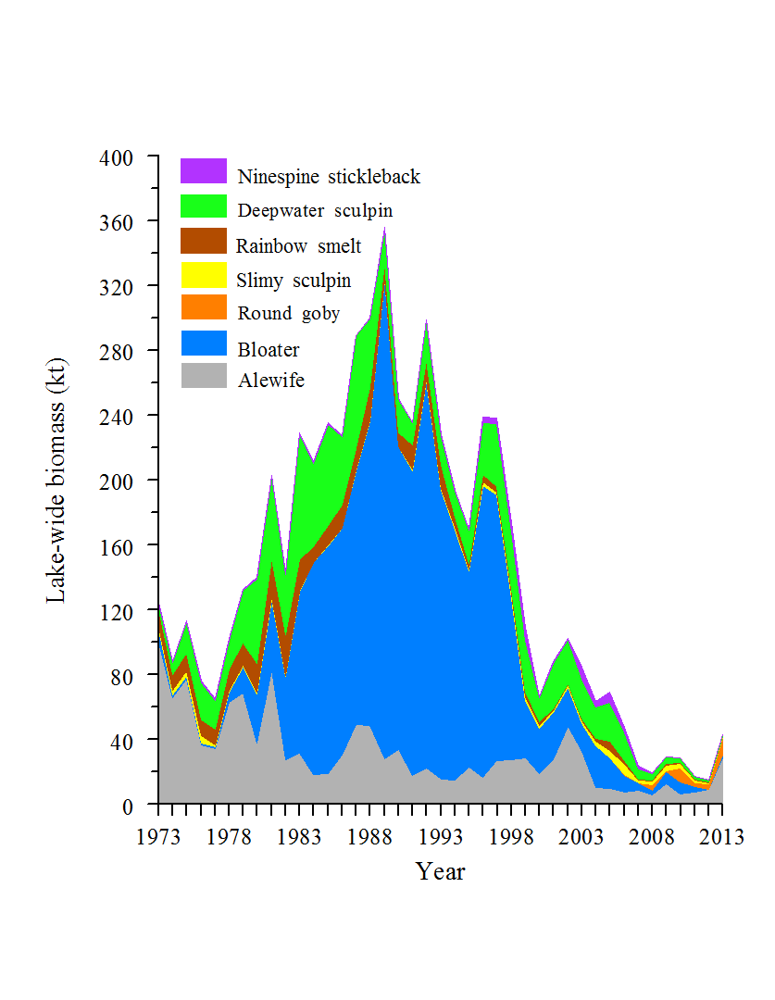 400
360
320
280
240
200
160
120
80
40
0
Lake-wide biomass (kt)
Ninespine stickleback
Deepwater sculpin
Rainbow smelt
Slimy sculpin
Round goby
Bloater
Alewife
1973 1978 1983 1988 1993 1998 2003 2008 2013
Year